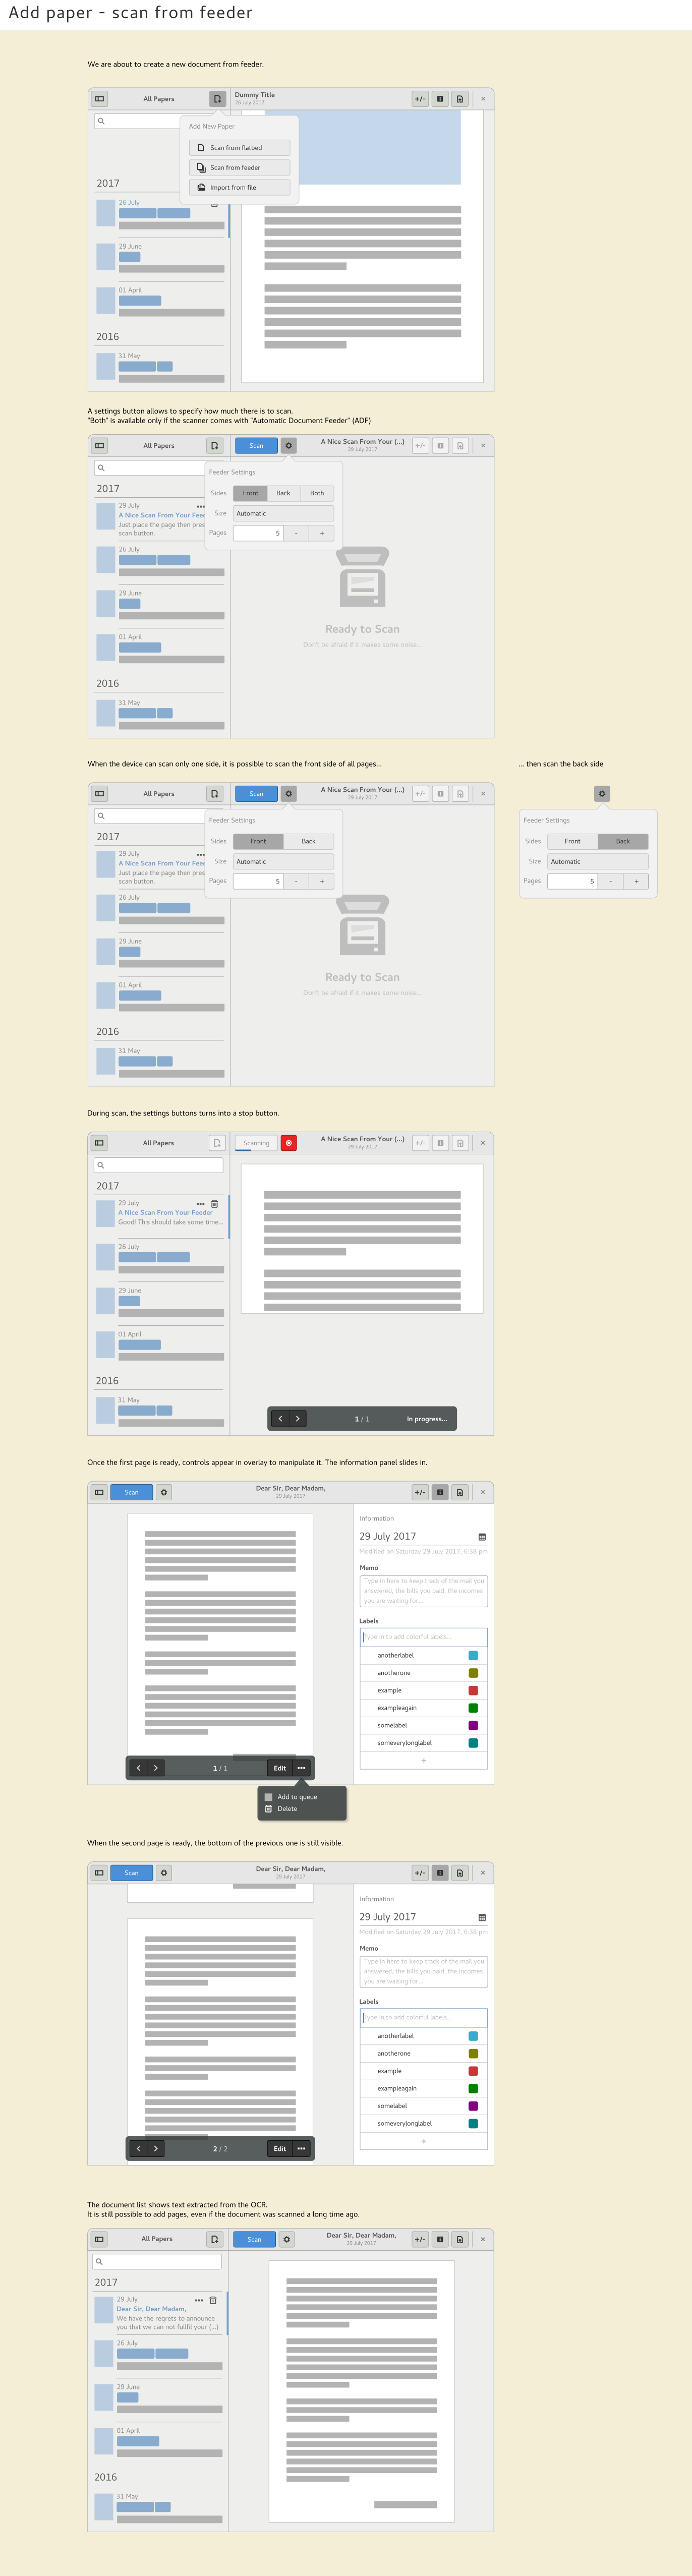 Add paper - scan from feeder
We are about to create a new document from feeder.
All Papers
Dummy Title
26 July 2017
+/-
×
Add New Paper
Scan from flatbed
Scan from feeder
Import from file
2017
26 July
29 June
01 April
2016
31 May
A settings button allows to specify how much there is to scan.
"Both" is available only if the scanner comes with "Automatic Document Feeder" (ADF)
All Papers
Scan
A Nice Scan From Your (...)
29 July 2017
+/-
×
Feeder Settings
Sides
Front
Back
Both
Size
Automatic
Pages
5
-
+
2017
29 July
A Nice Scan From Your Feed
Just place the page then pres
scan button.
26 July
29 June
01 April
2016
31 May
Ready to Scan
Don't be afraid if it makes some noise...
When the device can scan only one side, it is possible to scan the front side of all pages...
... then scan the back side
All Papers
Scan
A Nice Scan From Your (...)
29 July 2017
+/-
×
Feeder Settings
Sides
Front
Back
Size
Automatic
Pages
5
-
+
2017
29 July
A Nice Scan From Your Feed
Just place the page then pres
scan button.
26 July
29 June
01 April
2016
31 May
Ready to Scan
Don't be afraid if it makes some noise...
Feeder Settings
Sides
Front
Back
Size
Automatic
Pages
5
-
+
During scan, the settings buttons turns into a stop button.
All Papers
Scanning
A Nice Scan From Your (...)
29 July 2017
+/-
×
2017
29 July
A Nice Scan From Your Feeder
Good! This should take some time...
26 July
29 June
01 April
2016
31 May
1 / 1
In progress...
Once the first page is ready, controls appear in overlay to manipulate it. The information panel slides in.
Scan
Dear Sir, Dear Madam,
29 July 2017
+/-
×
Information
29 July 2017
Modified on Saturday 29 July 2017, 6:38 pm
Memo
Type in here to keep track of the mail you
answered, the bills you paid, the incomes
you are waiting for...
Labels
Type in to add colorful labels...
anotherlabel
anotherone
example
exampleagain
somelabel
someverylonglabel
+
1 / 1
Edit
Add to queue
Delete
When the second page is ready, the bottom of the previous one is still visible.
Scan
Dear Sir, Dear Madam,
29 July 2017
+/-
×
Information
29 July 2017
Modified on Saturday 29 July 2017, 6:38 pm
Memo
Type in here to keep track of the mail you
answered, the bills you paid, the incomes
you are waiting for...
Labels
Type in to add colorful labels...
anotherlabel
anotherone
example
exampleagain
somelabel
someverylonglabel
+
2 / 2
Edit
The document list shows text extracted from the OCR.
It is still possible to add pages, even if the document was scanned a long time ago.
All Papers
Scan
Dear Sir, Dear Madam,
29 July 2017
+/-
×
2017
29 July
Dear Sir, Dear Madam,
We have the regrets to announce
you that we can not fullfil your (...)
26 July
29 June
01 April
2016
31 May